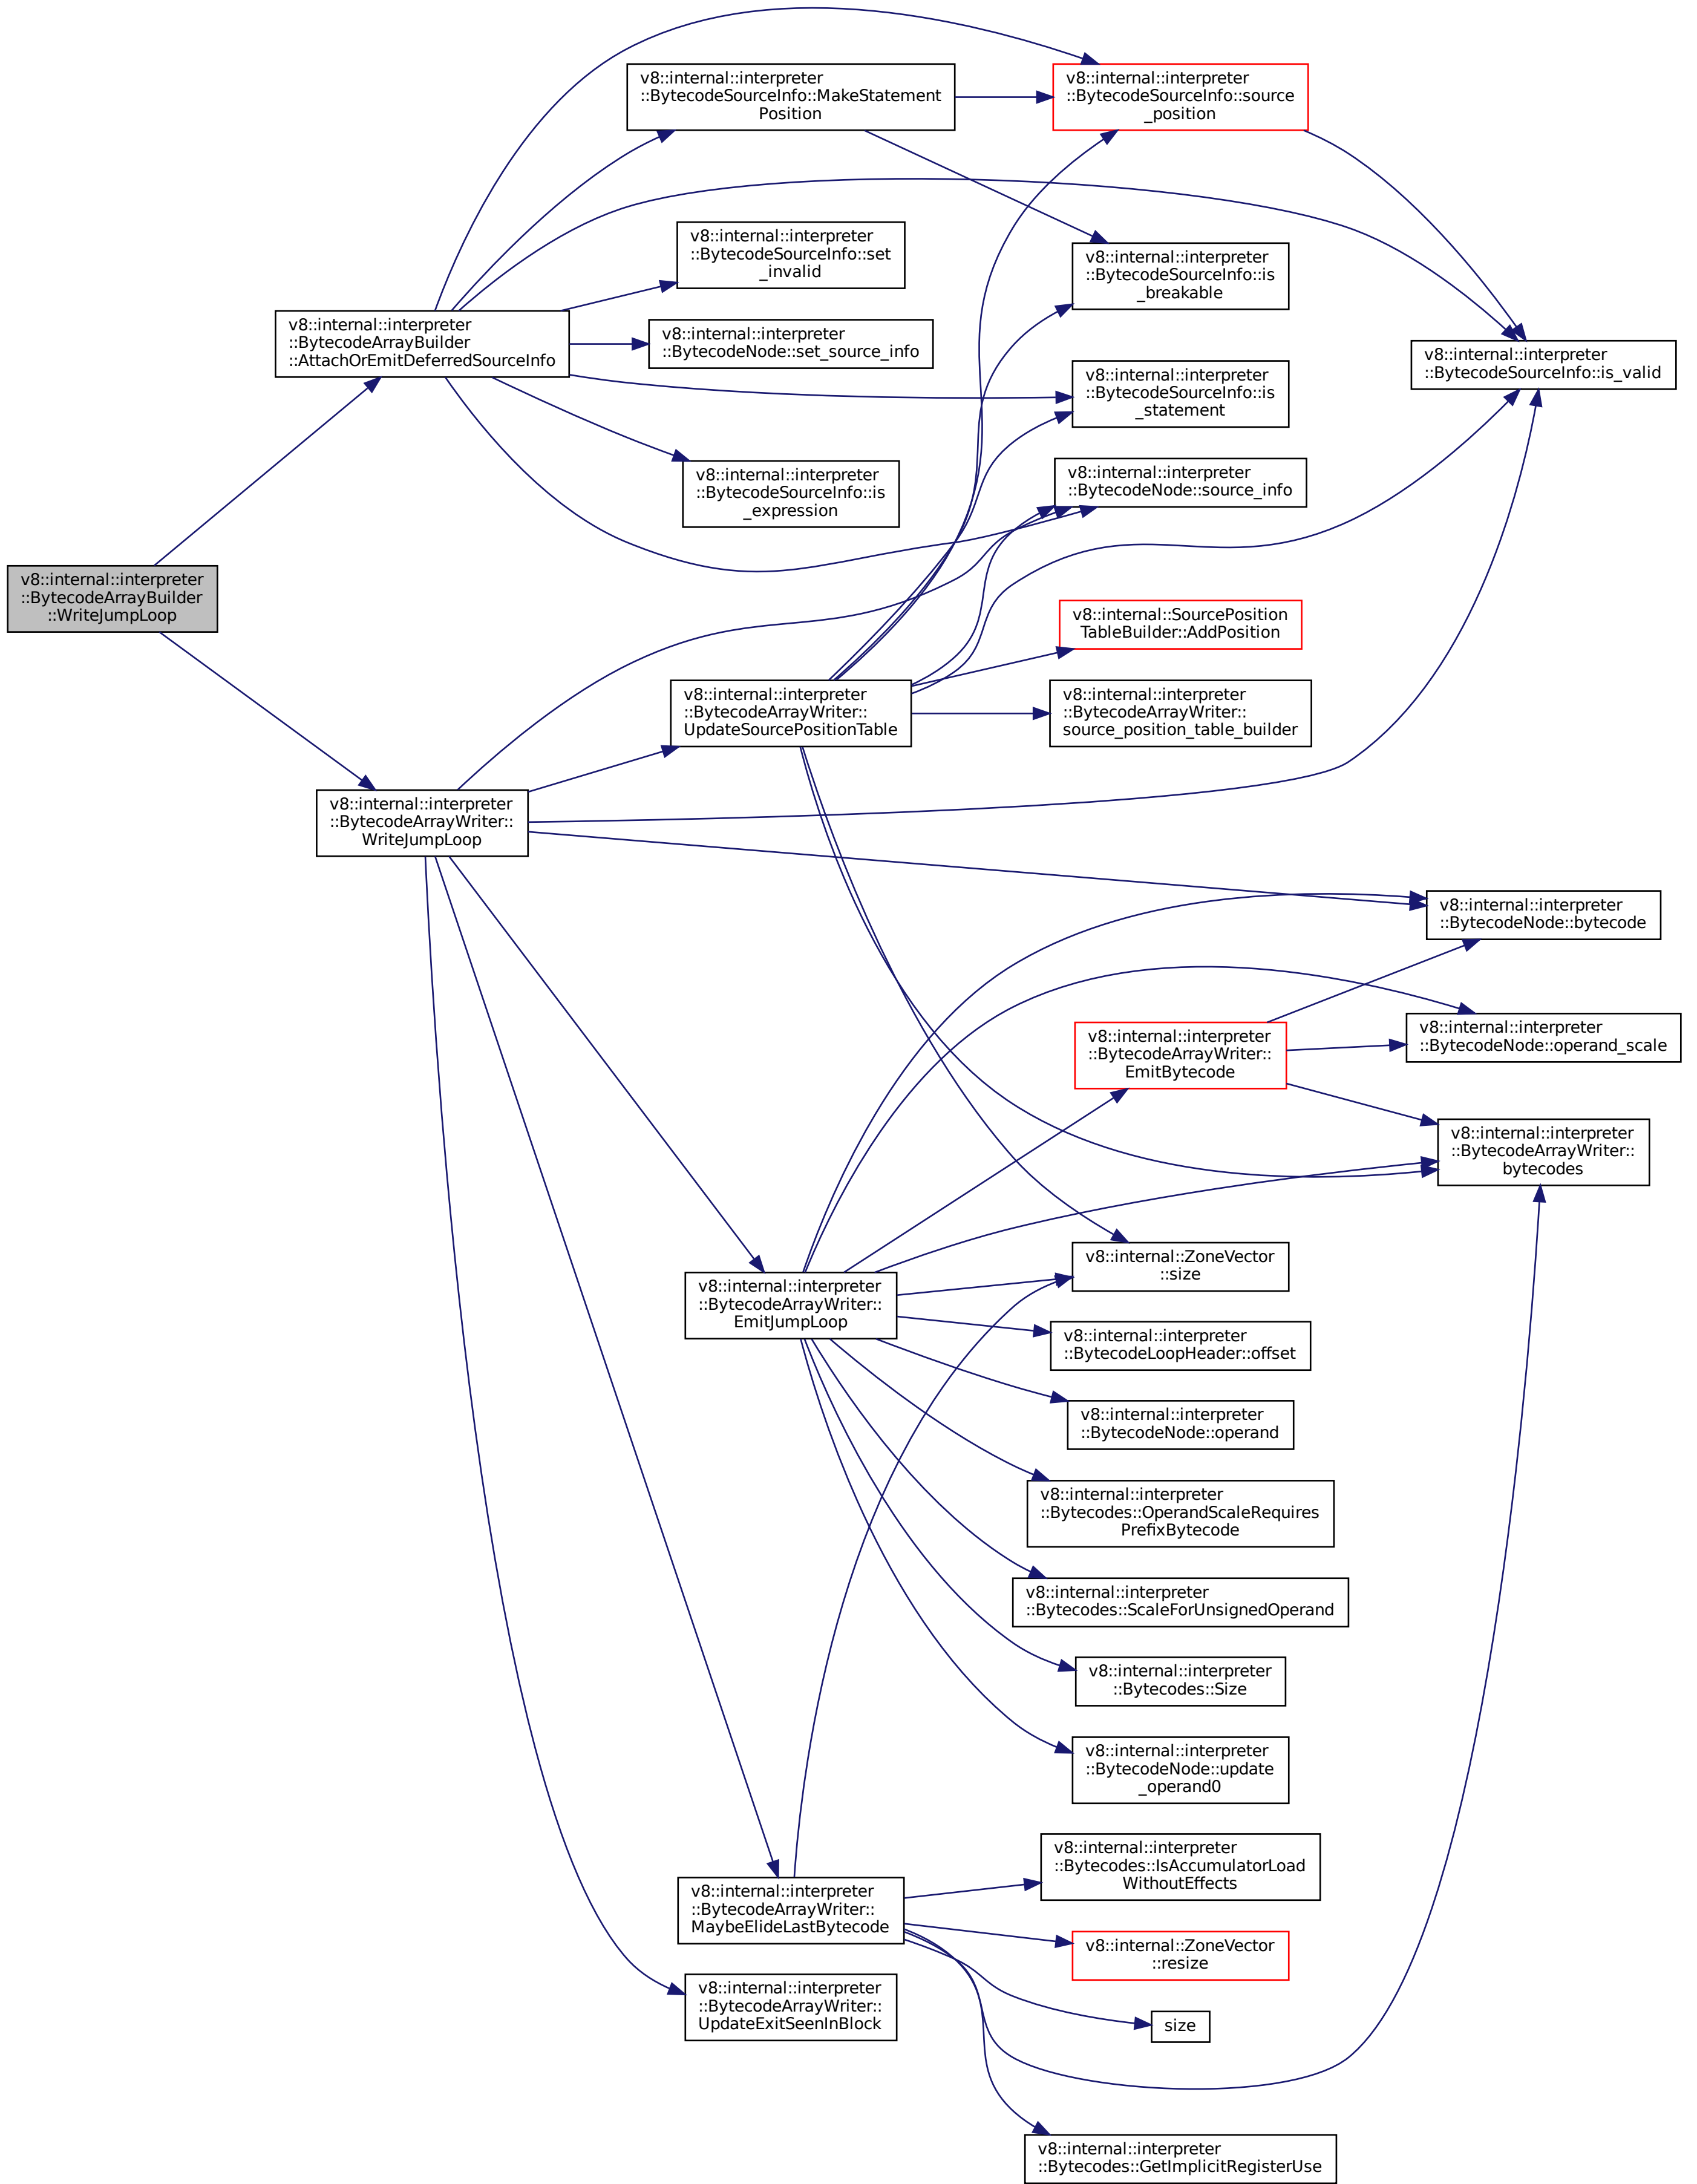 v8::internal::interpreter
::BytecodeSourceInfo::MakeStatement
Position
v8::internal::interpreter
::BytecodeSourceInfo::source
_position
v8::internal::interpreter
::BytecodeSourceInfo::set
_invalid
v8::internal::interpreter
::BytecodeSourceInfo::is
_breakable
v8::internal::interpreter
::BytecodeArrayBuilder
::AttachOrEmitDeferredSourceInfo
v8::internal::interpreter
::BytecodeNode::set_source_info
v8::internal::interpreter
::BytecodeSourceInfo::is
_statement
v8::internal::interpreter
::BytecodeSourceInfo::is_valid
v8::internal::interpreter
::BytecodeSourceInfo::is
_expression
v8::internal::interpreter
::BytecodeNode::source_info
v8::internal::interpreter
::BytecodeArrayBuilder
::WriteJumpLoop
v8::internal::SourcePosition
TableBuilder::AddPosition
v8::internal::interpreter
::BytecodeArrayWriter::
UpdateSourcePositionTable
v8::internal::interpreter
::BytecodeArrayWriter::
source_position_table_builder
v8::internal::interpreter
::BytecodeArrayWriter::
WriteJumpLoop
v8::internal::interpreter
::BytecodeNode::bytecode
v8::internal::interpreter
::BytecodeArrayWriter::
EmitBytecode
v8::internal::interpreter
::BytecodeNode::operand_scale
v8::internal::interpreter
::BytecodeArrayWriter::
bytecodes
v8::internal::ZoneVector
::size
v8::internal::interpreter
::BytecodeArrayWriter::
EmitJumpLoop
v8::internal::interpreter
::BytecodeLoopHeader::offset
v8::internal::interpreter
::BytecodeNode::operand
v8::internal::interpreter
::Bytecodes::OperandScaleRequires
PrefixBytecode
v8::internal::interpreter
::Bytecodes::ScaleForUnsignedOperand
v8::internal::interpreter
::Bytecodes::Size
v8::internal::interpreter
::BytecodeNode::update
_operand0
v8::internal::interpreter
::Bytecodes::IsAccumulatorLoad
WithoutEffects
v8::internal::interpreter
::BytecodeArrayWriter::
MaybeElideLastBytecode
v8::internal::ZoneVector
::resize
v8::internal::interpreter
::BytecodeArrayWriter::
UpdateExitSeenInBlock
size
v8::internal::interpreter
::Bytecodes::GetImplicitRegisterUse